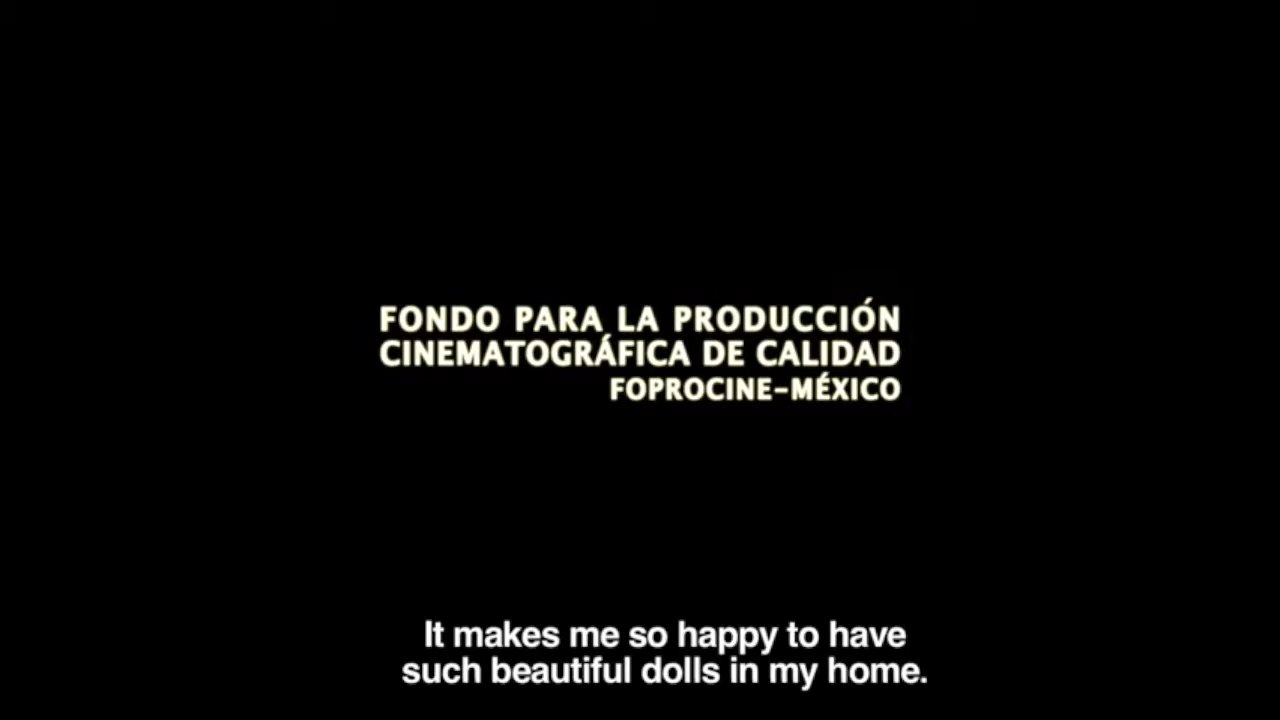 FONDO PARA LA PRODUCCIÓN
CINEMATOGRÁFICA DE CALIDAD
FOPROCINE-MÉXICO
It makes me so happy to have
such beautiful dolls in my home.